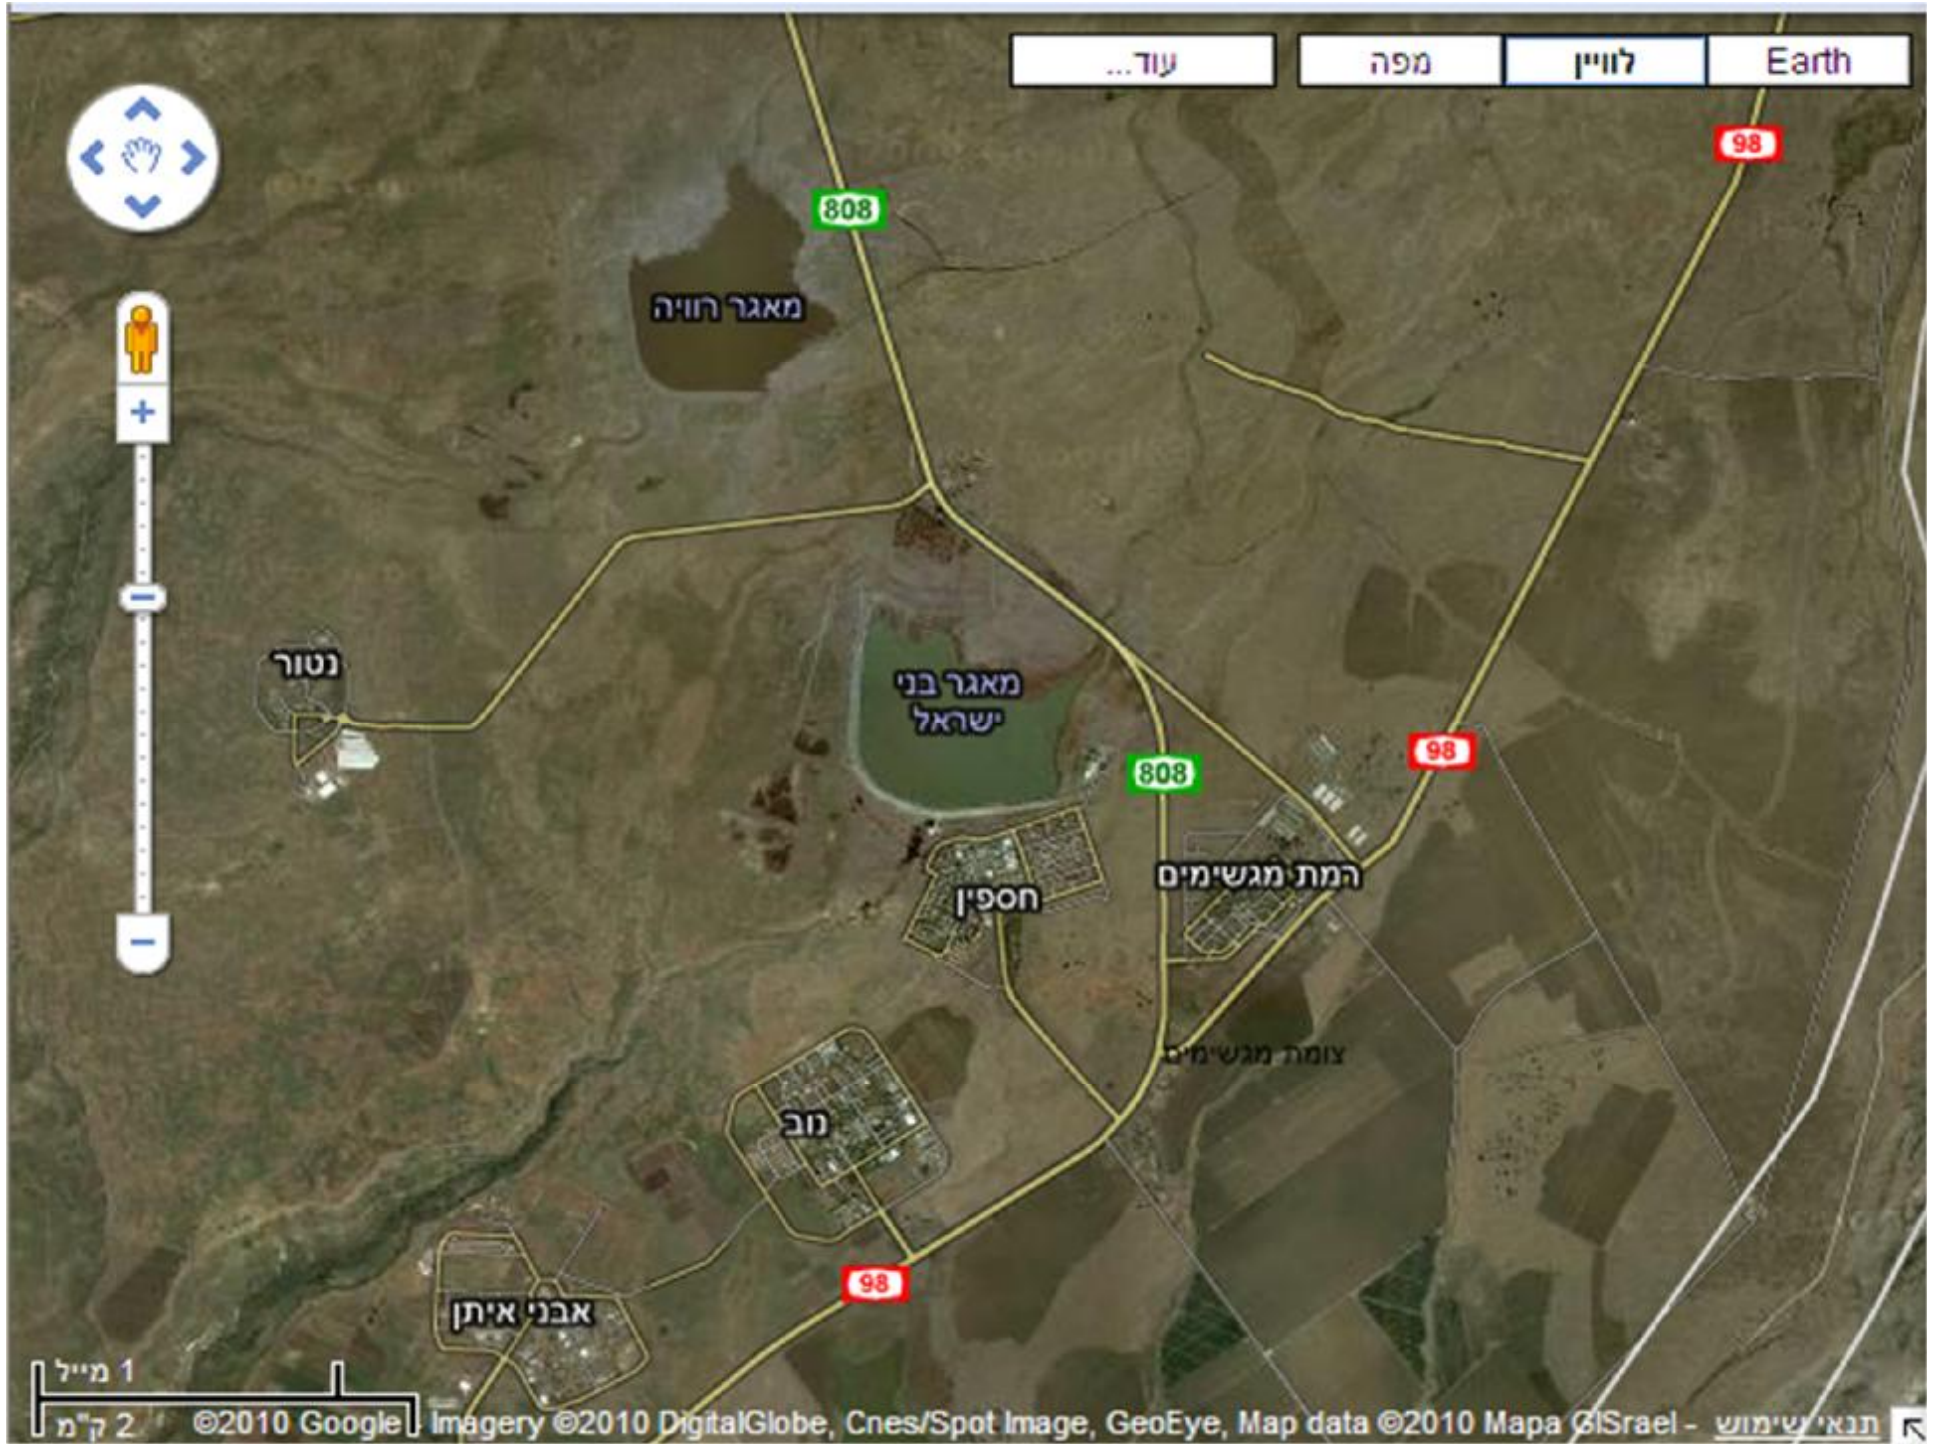 עוד...
מפה
לוויין
Earth
98
808
מאגר רוויה
נטור
מאגר בני
ישראל
98
808
רמת מגשימים
חספין
צומת מגשימים
נוב
98
אבני איתן
1 מייל
2 ק"מ
©2010 Google - Imagery ©2010 DigitalGlobe, Cnes/Spot Image, GeoEye, Map data ©2010 Mapa GISrael - תנאי שימוש